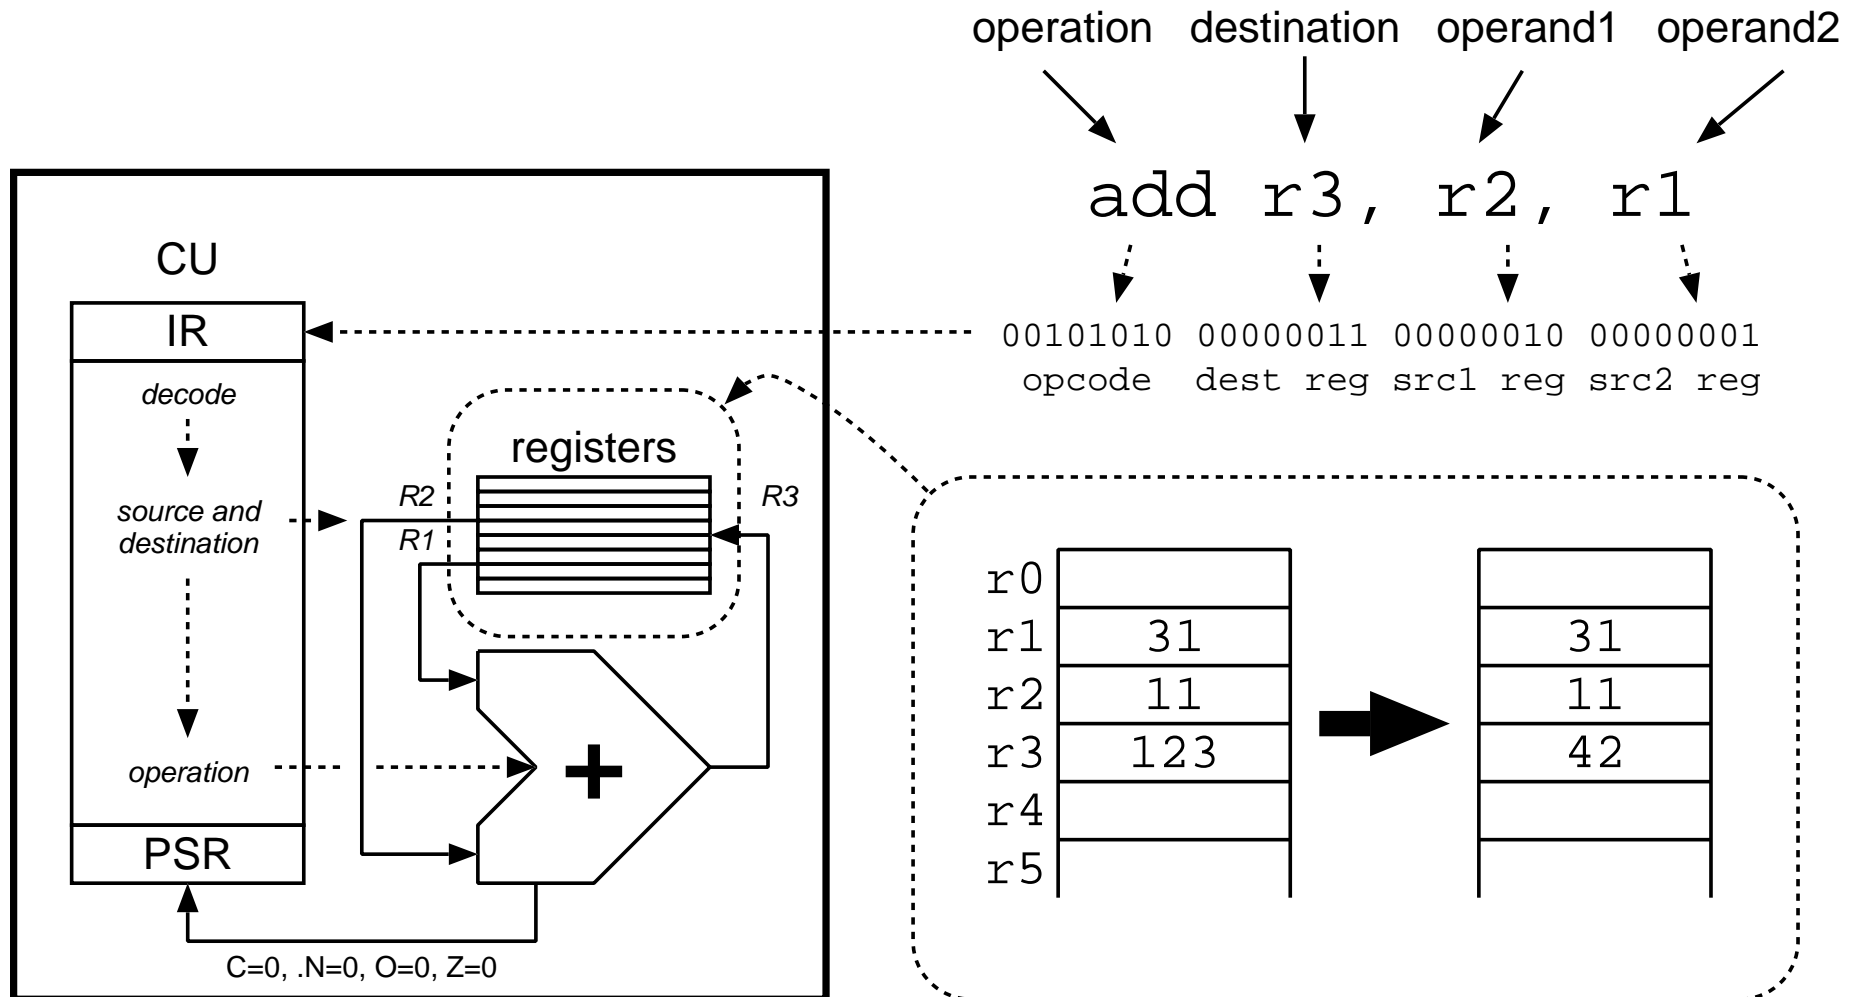 operation destination operand1 operand2
add r3, r2, r1
00101010 00000011 00000010 00000001
opcode dest reg src1 reg src2 reg
CU
IR
decode
source and
destination
operation
PSR
registers
R2
R1
R3
+
C=0, .N=0, O=0, Z=0
r0
r1 31 31
r2 11 11
r3 123 42
r4
r5